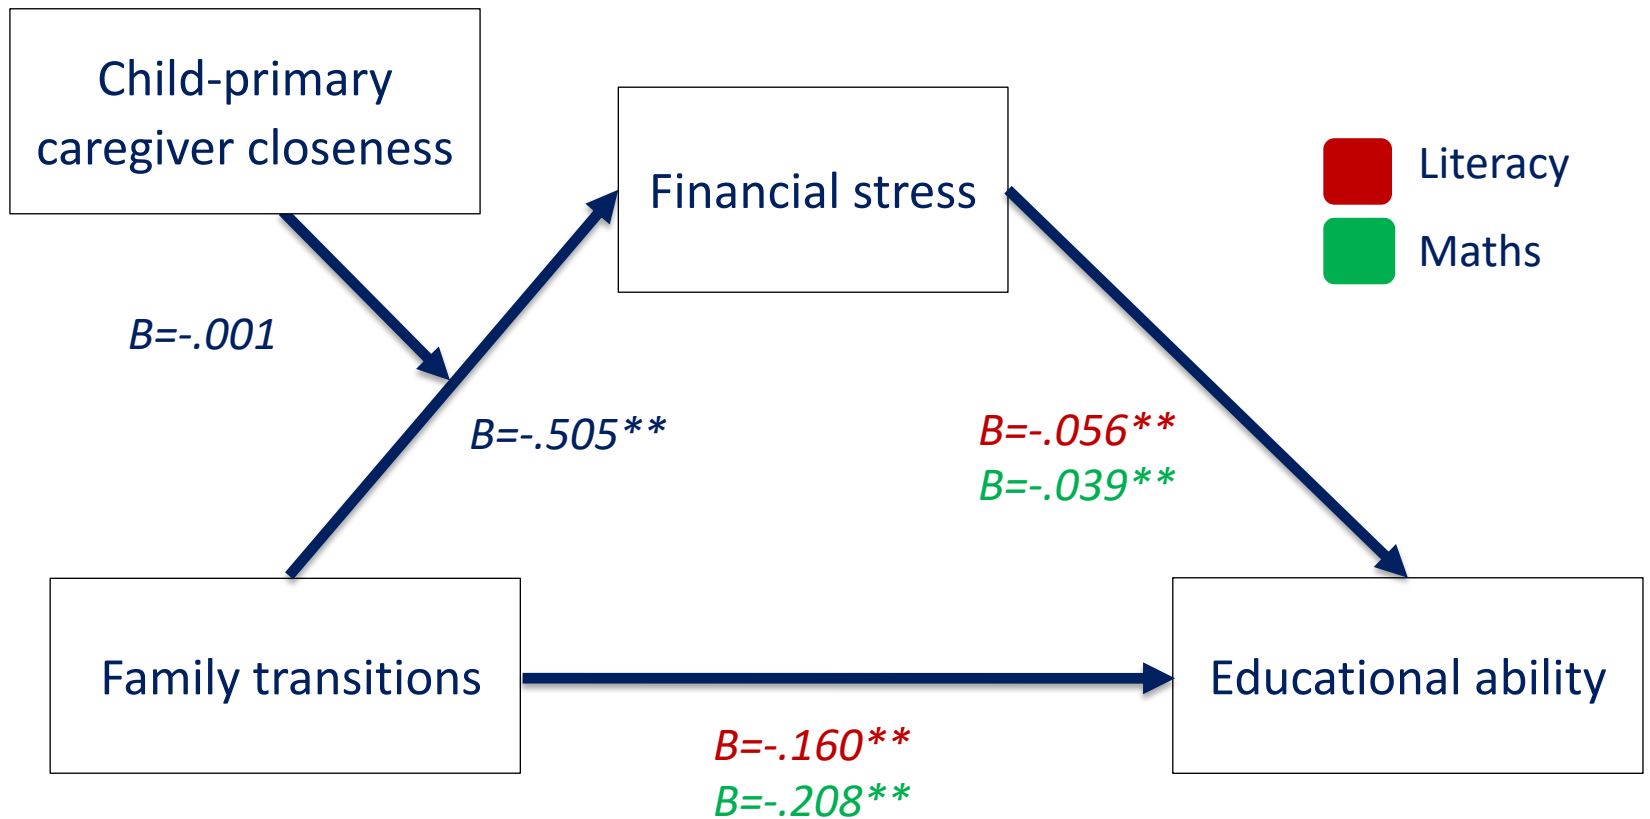 Child-primary
caregiver closeness
Financial stress
Literacy
Maths
B=-.001
B=-.505**
B=-.056**
B=-.039**
Family transitions
Educational ability
B=-.160**
B=-.208**